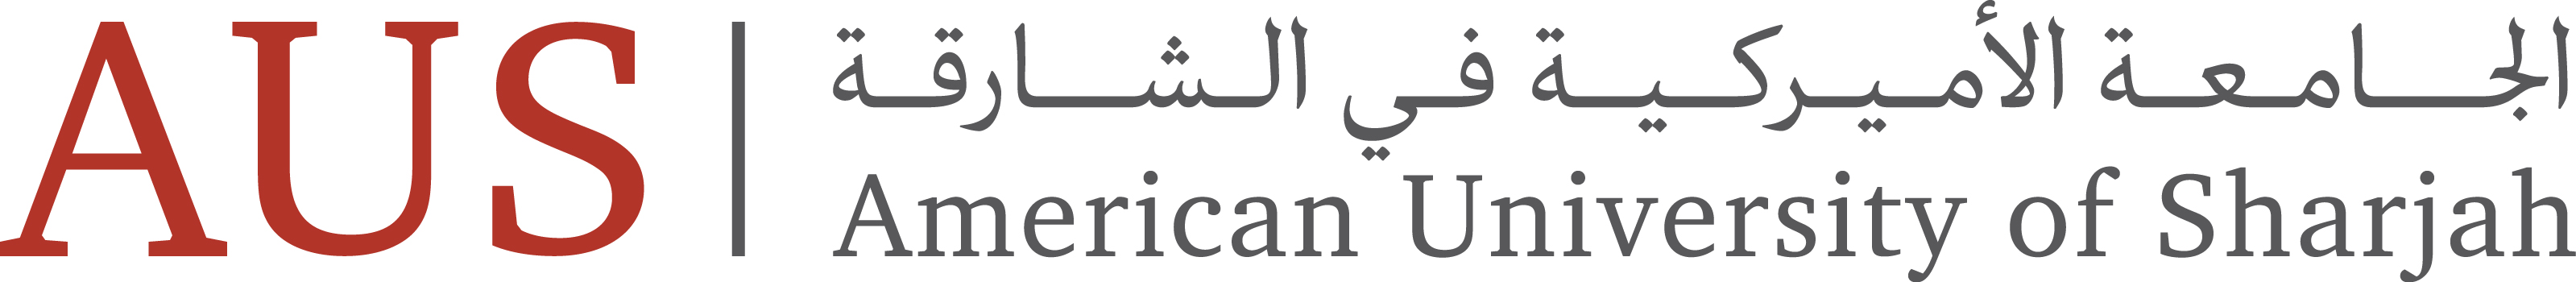 AUS
الجامعة الأميركية في الشارقة
American University of Sharjah